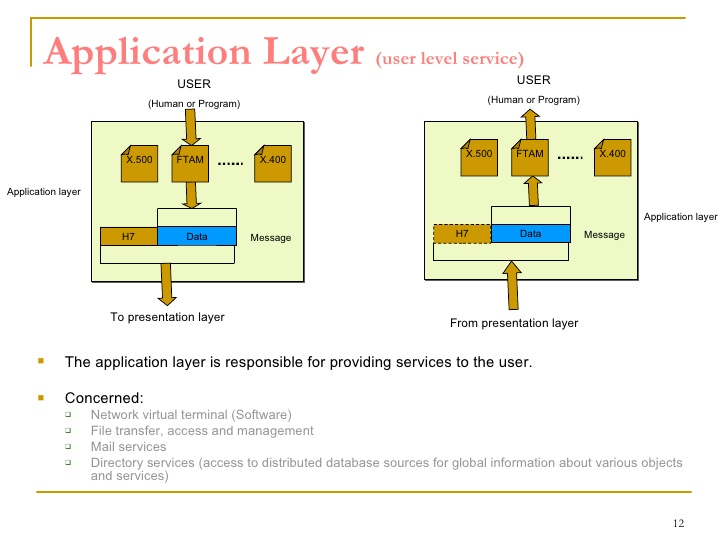 Application Layer (user level service)
USER
(Human or Program)
X.500
FTAM
......
X.400
Application layer
H7
Data
Message
To presentation layer
USER
(Human or Program)
X.500
FTAM
......
X.400
Application layer
H7
Data
Message
From presentation layer
The application layer is responsible for providing services to the user.
Concerned:
Network virtual terminal (Software)
File transfer, access and management
Mail services
Directory services (access to distributed database sources for global information about various objects
and services)
12